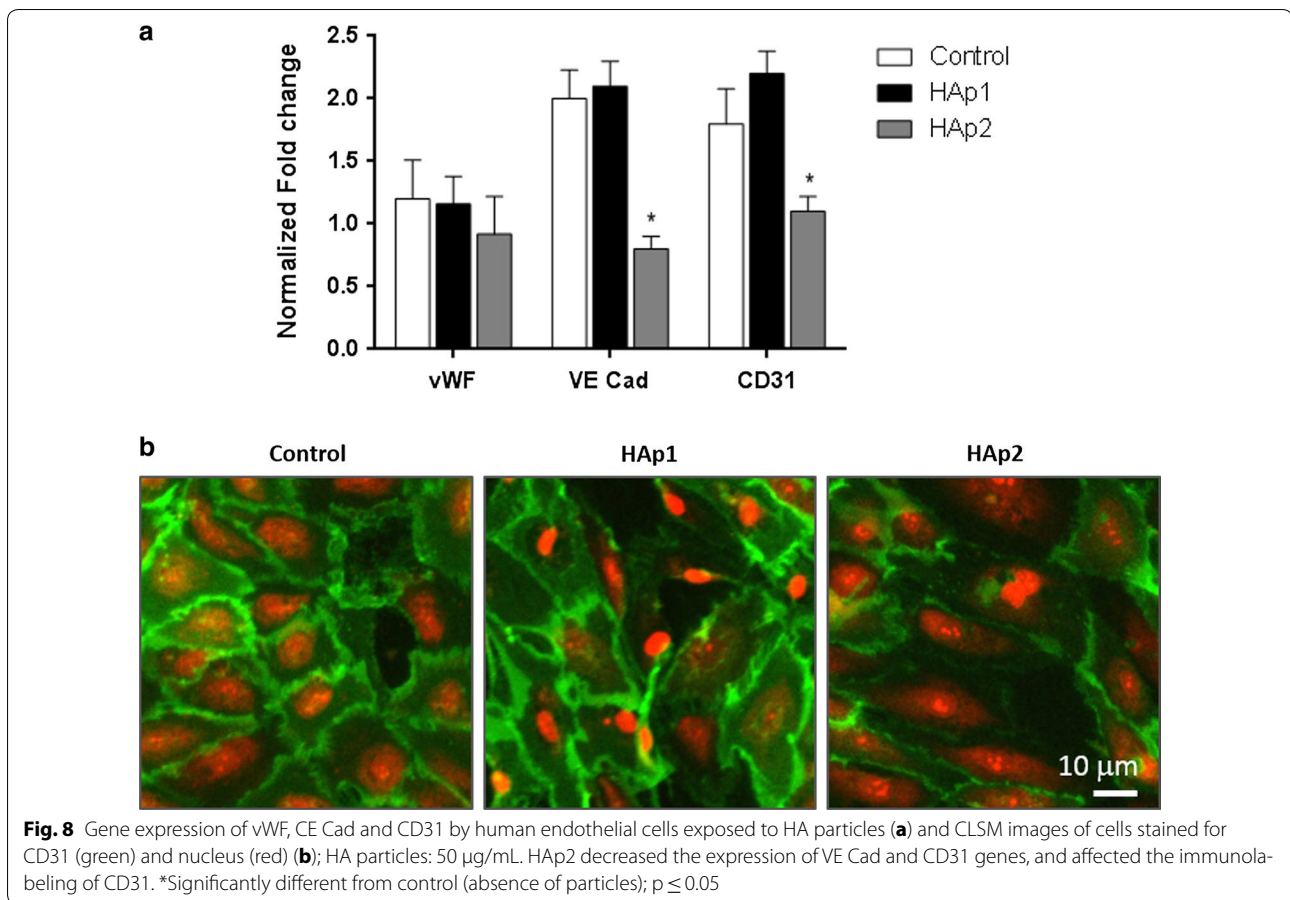 a
2.5
2.0
1.5
1.0
0.5
0.0
Normalized Fold change
* *
vWF VE Cad CD31
Control
HAp1
HAp2
b
Control HAp1 HAp2
10 µm
Fig. 8 Gene expression of vWF, CE Cad and CD31 by human endothelial cells exposed to HA particles (a) and CLSM images of cells stained for
CD31 (green) and nucleus (red) (b); HA particles: 50 µg/mL. HAp2 decreased the expression of VE Cad and CD31 genes, and affected the immunola-
beling of CD31. *Significantly different from control (absence of particles); p ≤ 0.05